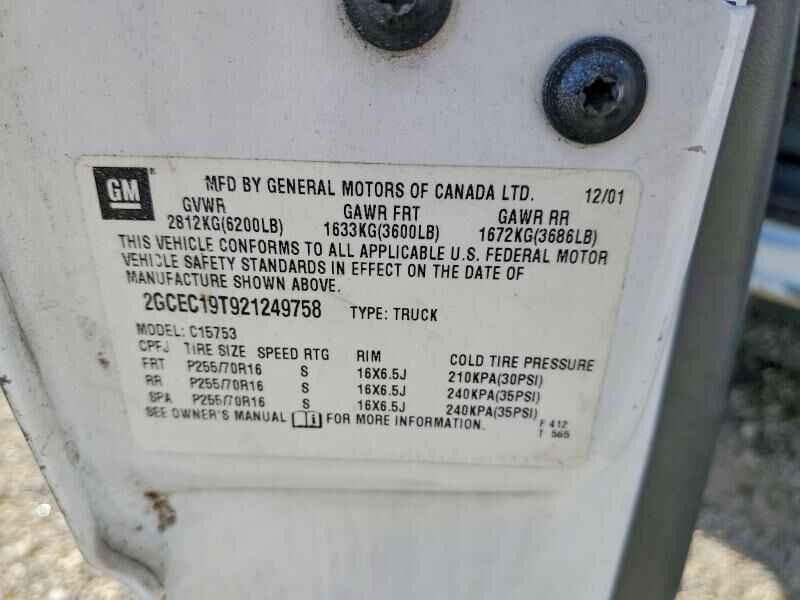 GM ®
MFD BY GENERAL MOTORS OF CANADA LTD. 12/01
GVWR GAWR FRT GAWR RR
2812KG(6200LB) 1633KG(3600LB) 1672KG(3686LB)
THIS VEHICLE CONFORMS TO ALL APPLICABLE U.S. FEDERAL MOTOR
VEHICLE SAFETY STANDARDS IN EFFECT ON THE DATE OF
MANUFACTURE SHOWN ABOVE.
2GCEC19T921249758 TYPE: TRUCK
MODEL: C15753
CPFJ TIRE SIZE SPEED RTG RIM COLD TIRE PRESSURE
FRT P255/70R16 S 16X6.5J 210KPA(30PSI)
RR P255/70R16 S 16X6.5J 240KPA(35PSI)
SPA P255/70R16 S 16X6.5J 240KPA(35PSI)
SEE OWNER'S MANUAL FOR MORE INFORMATION. F 412
T 565